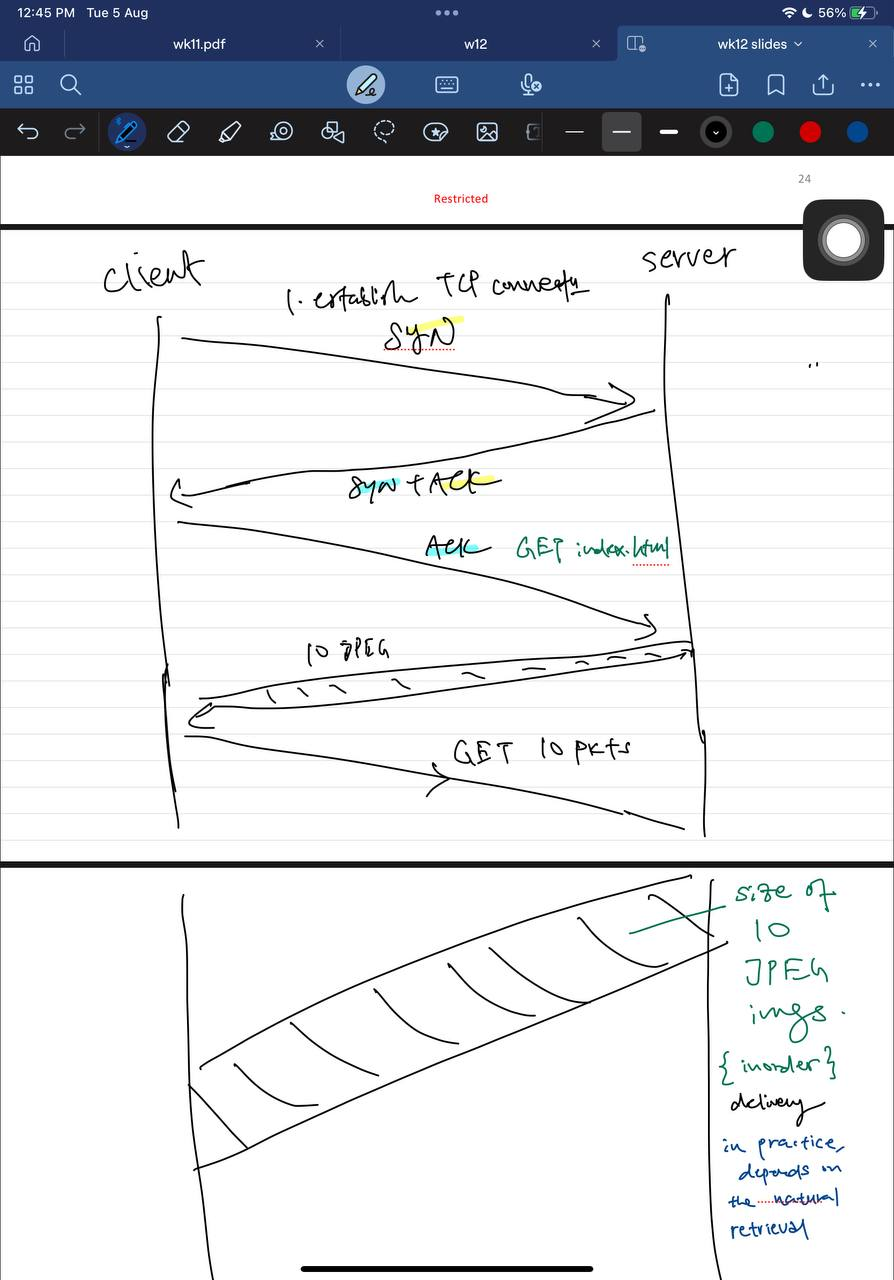 12:45 PM Tue 5 Aug
56%
wk11.pdf
w12
wk12 slides
24
Restricted
client
server
1. establish TCP
SYN
Syn + Ack
Ack GET index.html
10 JPEG
GET 10 pkts
size of
10
JPEG
imgs.
{inorder}
delivery
in practice,
depends on
the natural
retrieval